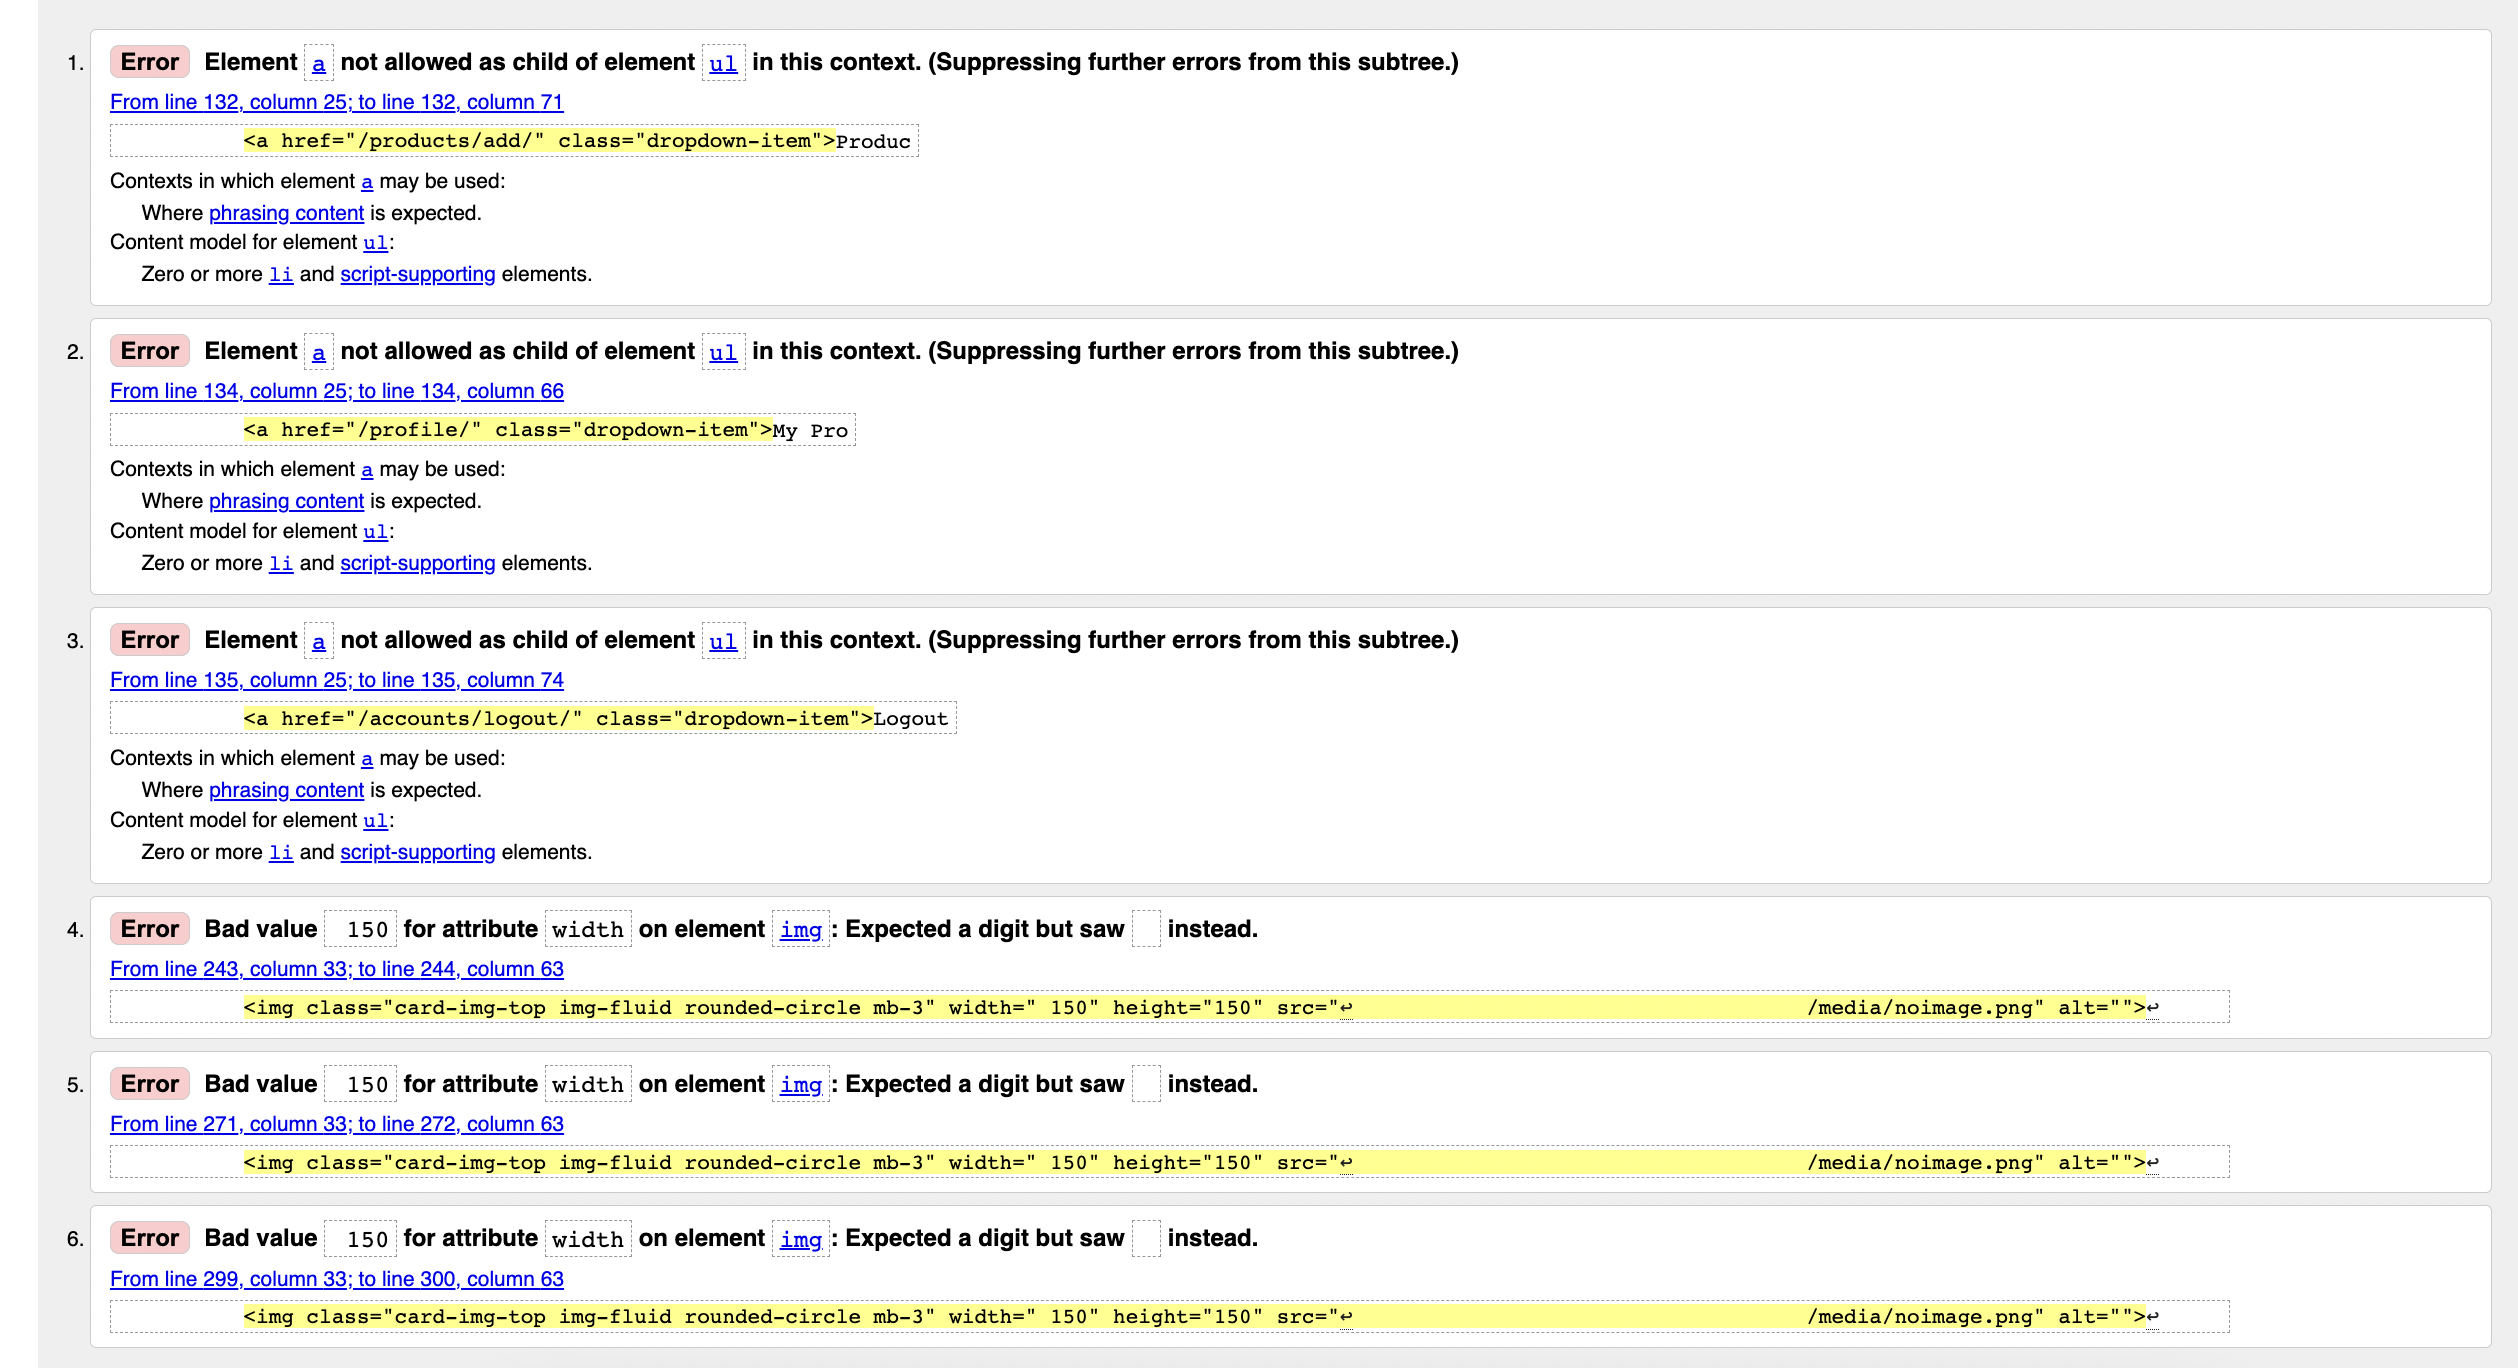 1. Error Element a not allowed as child of element ul in this context. (Suppressing further errors from this subtree.)
From line 132, column 25; to line 132, column 71
<a href="/products/add/" class="dropdown-item">Produc
Contexts in which element a may be used:
Where phrasing content is expected.
Content model for element ul:
Zero or more li and script-supporting elements.
2. Error Element a not allowed as child of element ul in this context. (Suppressing further errors from this subtree.)
From line 134, column 25; to line 134, column 66
<a href="/profile/" class="dropdown-item">My Pro
Contexts in which element a may be used:
Where phrasing content is expected.
Content model for element ul:
Zero or more li and script-supporting elements.
3. Error Element a not allowed as child of element ul in this context. (Suppressing further errors from this subtree.)
From line 135, column 25; to line 135, column 74
<a href="/accounts/logout/" class="dropdown-item">Logout
Contexts in which element a may be used:
Where phrasing content is expected.
Content model for element ul:
Zero or more li and script-supporting elements.
4. Error Bad value  150 for attribute width on element img: Expected a digit but saw   instead.
From line 243, column 33; to line 244, column 63
<img class="card-img-top img-fluid rounded-circle mb-3" width=" 150" height="150" src="↩ /media/noimage.png" alt="">↩
5. Error Bad value  150 for attribute width on element img: Expected a digit but saw   instead.
From line 271, column 33; to line 272, column 63
<img class="card-img-top img-fluid rounded-circle mb-3" width=" 150" height="150" src="↩ /media/noimage.png" alt="">↩
6. Error Bad value  150 for attribute width on element img: Expected a digit but saw   instead.
From line 299, column 33; to line 300, column 63
<img class="card-img-top img-fluid rounded-circle mb-3" width=" 150" height="150" src="↩ /media/noimage.png" alt="">↩